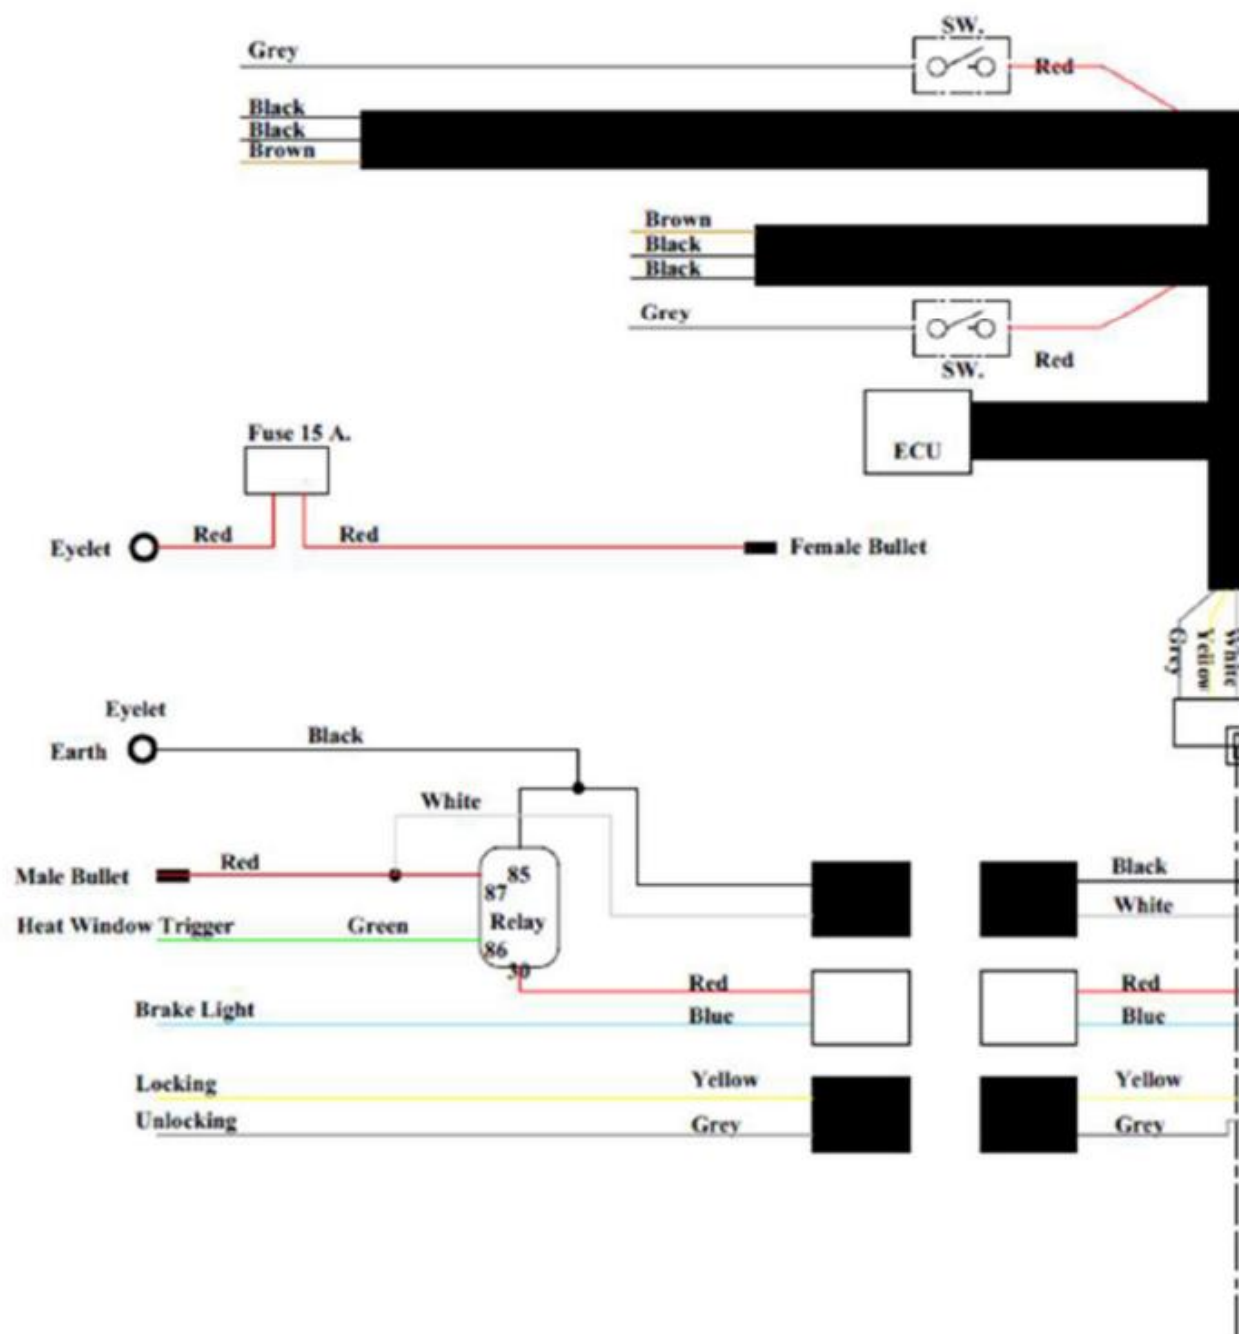 SW.
Grey
Red
Black
Black
Brown
Brown
Black
Black
Grey
Red
SW.
ECU
Fuse 15 A.
Red
Red
Eyelet
Female Bullet
Grey
Yellow
White
Eyelet
Earth
Black
White
Male Bullet
Red
85
87
Heat Window Trigger
Green
Relay
86
30
Black
White
Red
Red
Brake Light
Blue
Blue
Locking
Yellow
Yellow
Unlocking
Grey
Grey